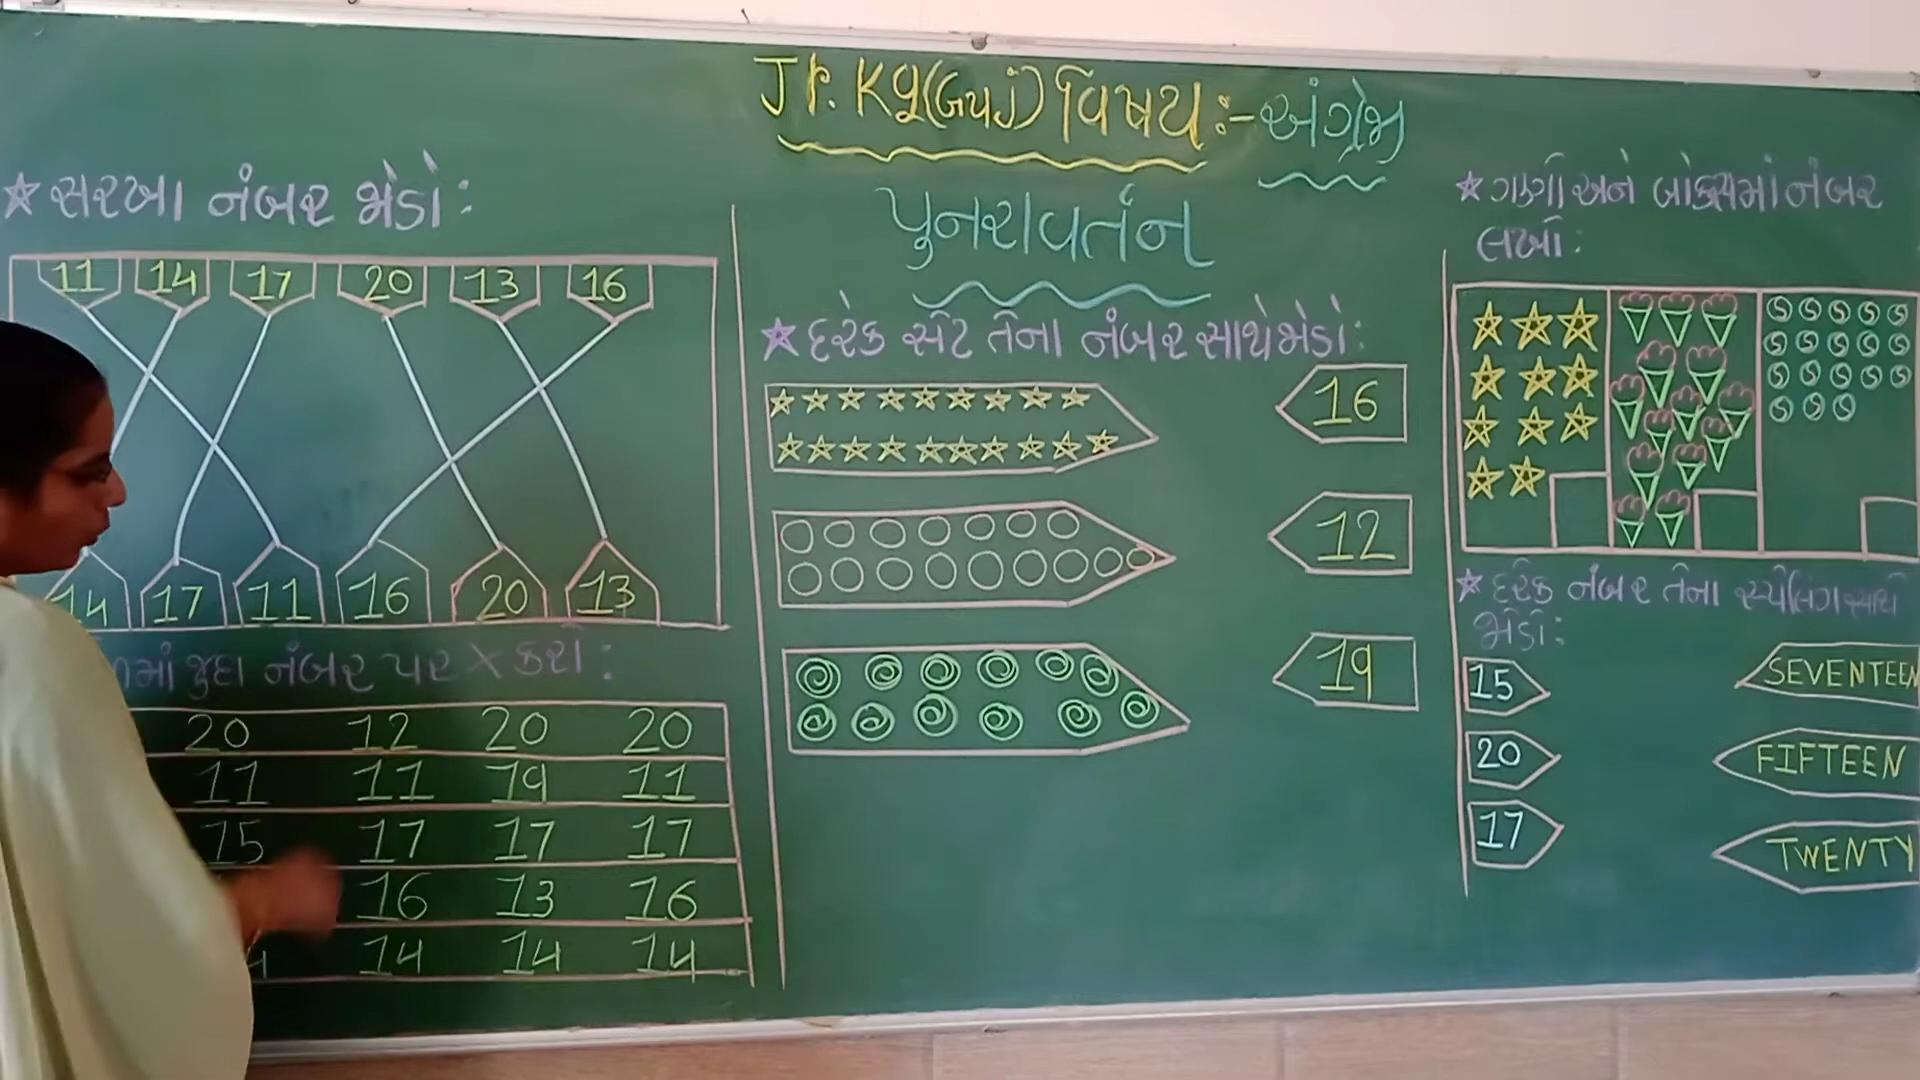 Jr. Kg(Guj) વિષય :- અંગ્રેજી
પુનરાવર્તન
★ સરખા નંબર જોડો :
11 14 17 20 13 16
14 17 11 16 20 13
માં જુદા નંબર પર X કરો :
20 12 20 20
11 11 19 11
15 17 17 17
16 13 16
14 14 14
★ દરેક સેટ તેના નંબર સાથે જોડો :
16
12
19
★ ગણો અને બોક્સમાં નંબર
લખો :
★ દરેક નંબર તેના સ્પેલિંગ સાથે
જોડો :
15 SEVENTEEN
20 FIFTEEN
17 TWENTY